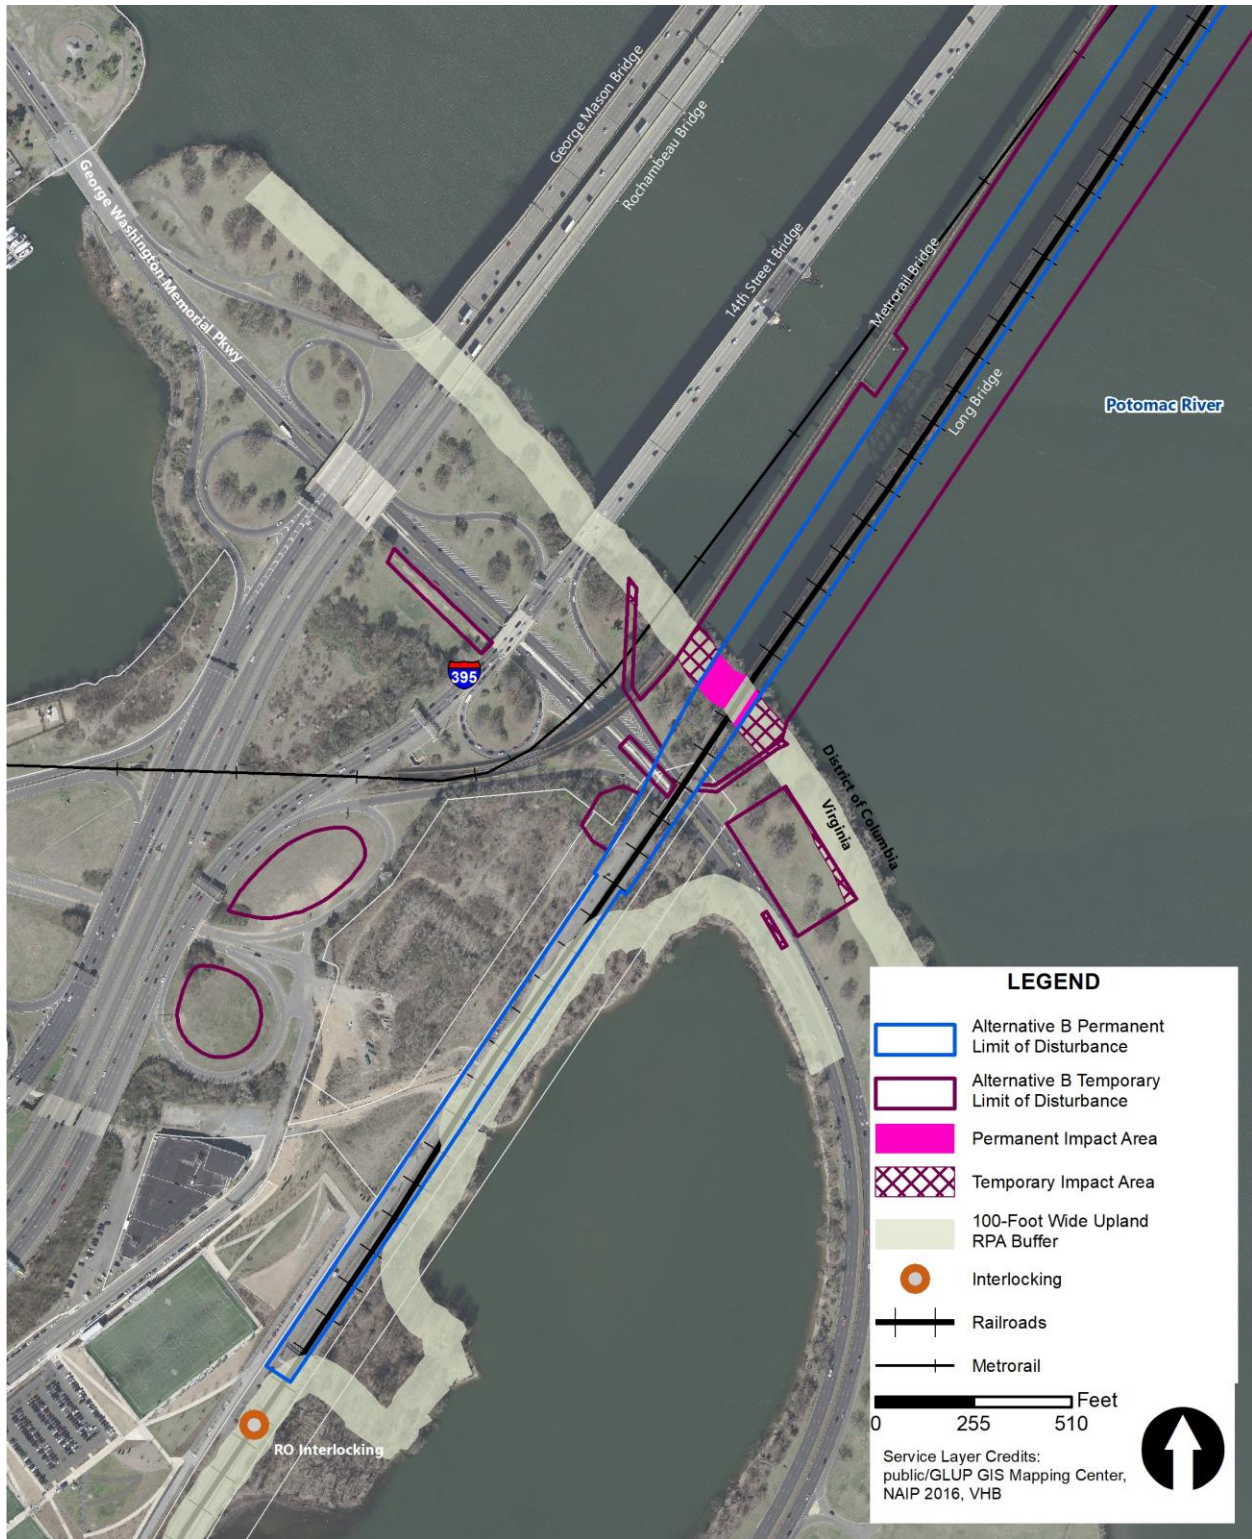 George Mason Bridge
Rochambeau Bridge
George Washington Memorial Pkwy
14th Street Bridge
Metrorail Bridge
Long Bridge
Potomac River
395
District of Columbia
Virginia
RO Interlocking
LEGEND
Alternative B Permanent
Limit of Disturbance
Alternative B Temporary
Limit of Disturbance
Permanent Impact Area
Temporary Impact Area
100-Foot Wide Upland
RPA Buffer
Interlocking
Railroads
Metrorail
Feet
0 255 510
Service Layer Credits:
public/GLUP GIS Mapping Center,
NAIP 2016, VHB